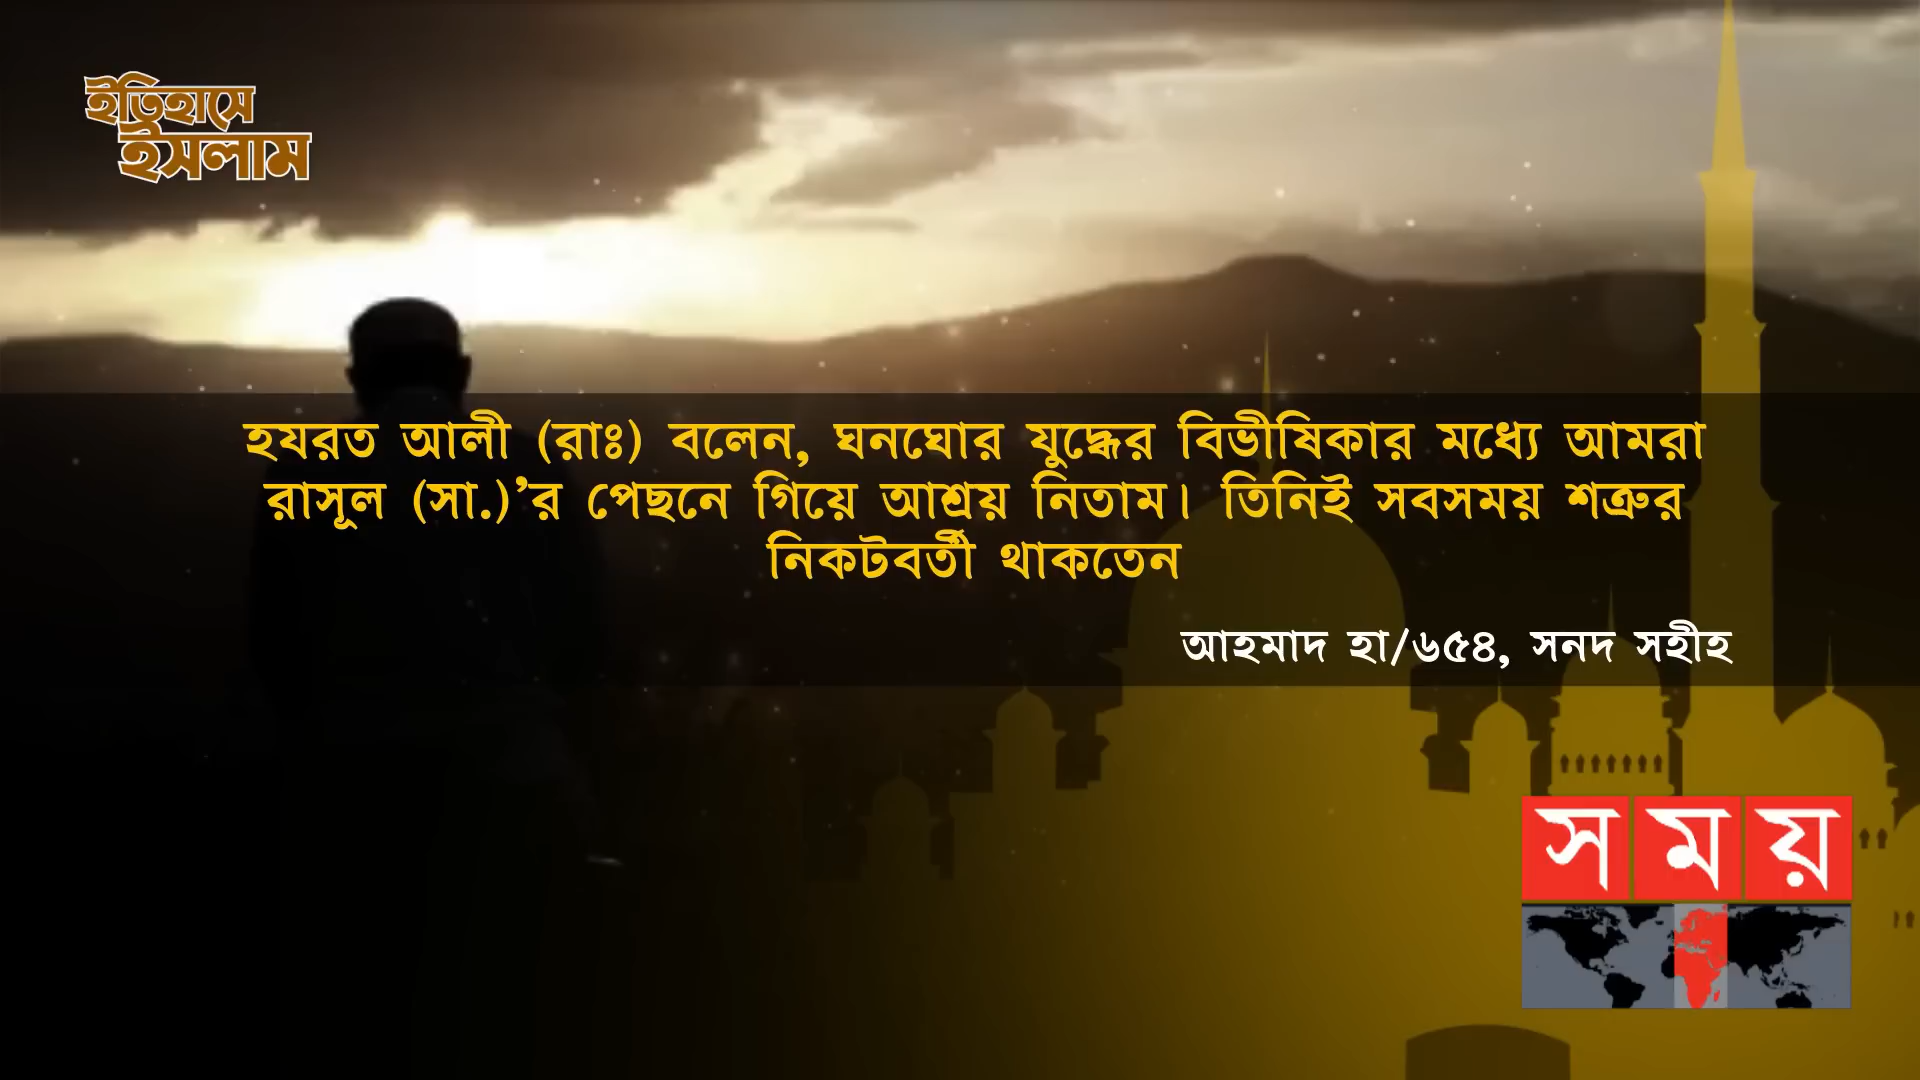 ইতিহাসে
ইসলাম
হযরত আলী (রাঃ) বলেন, ঘনঘোর যুদ্ধের বিভীষিকার মধ্যে আমরা
রাসূল (সা.)’র পেছনে গিয়ে আশ্রয় নিতাম। তিনিই সবসময় শত্রুর
নিকটবর্তী থাকতেন
আহমাদ হা/৬৫৪, সনদ সহীহ
সময়